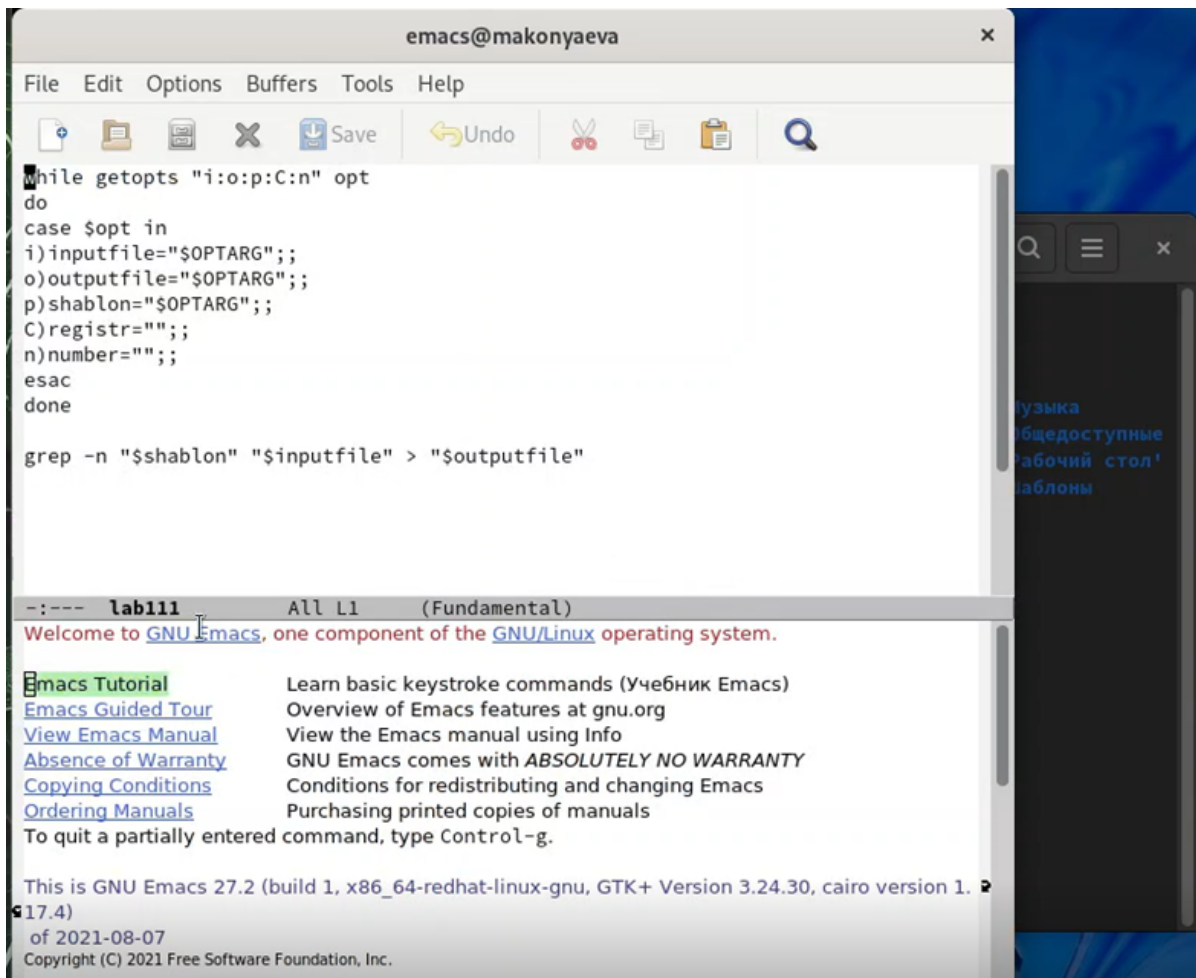 emacs@makonyaeva
File Edit Options Buffers Tools Help
Save Undo
while getopts "i:o:p:C:n" opt
do
case $opt in
i)inputfile="$OPTARG";;
o)outputfile="$OPTARG";;
p)shablon="$OPTARG";;
C)registr="";;
n)number="";;
esac
done
grep -n "$shablon" "$inputfile" > "$outputfile"
-:--- lab111 All L1 (Fundamental)
Welcome to GNU Emacs, one component of the GNU/Linux operating system.
Emacs Tutorial Learn basic keystroke commands (Учебник Emacs)
Emacs Guided Tour Overview of Emacs features at gnu.org
View Emacs Manual View the Emacs manual using Info
Absence of Warranty GNU Emacs comes with ABSOLUTELY NO WARRANTY
Copying Conditions Conditions for redistributing and changing Emacs
Ordering Manuals Purchasing printed copies of manuals
To quit a partially entered command, type Control-g.
This is GNU Emacs 27.2 (build 1, x86_64-redhat-linux-gnu, GTK+ Version 3.24.30, cairo version 1.
17.4)
of 2021-08-07
Copyright (C) 2021 Free Software Foundation, Inc.
Музыка
Общедоступные
Рабочий стол'
Шаблоны